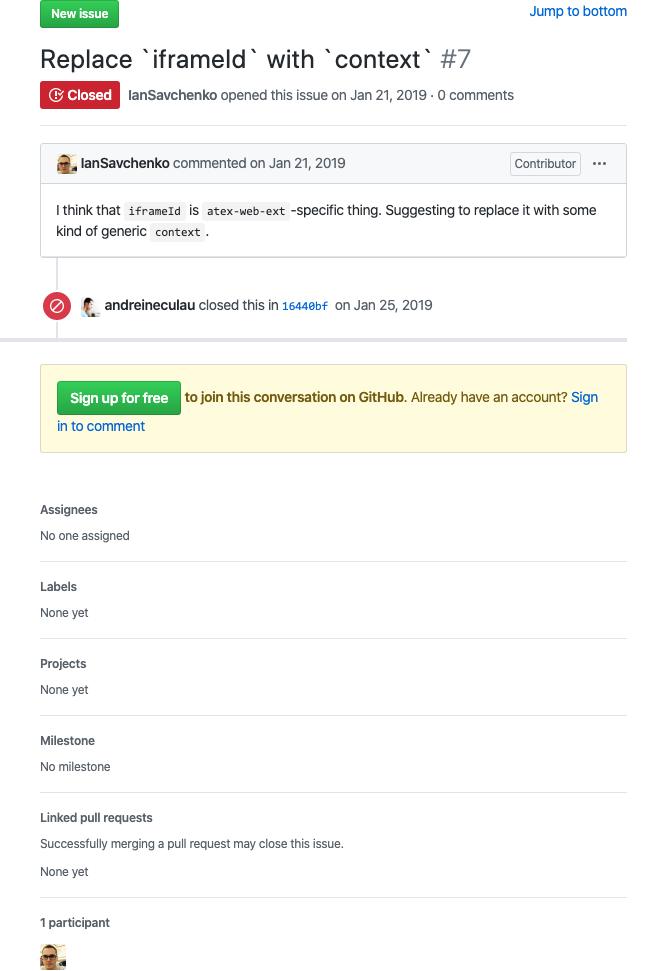 New issue
Jump to bottom
Replace `iframeId` with `context` #7
Closed IanSavchenko opened this issue on Jan 21, 2019 · 0 comments
IanSavchenko commented on Jan 21, 2019 Contributor ···
I think that iframeId is atex-web-ext -specific thing. Suggesting to replace it with some
kind of generic context .
andreineculau closed this in 16440bf on Jan 25, 2019
Sign up for free to join this conversation on GitHub. Already have an account? Sign
in to comment
Assignees
No one assigned
Labels
None yet
Projects
None yet
Milestone
No milestone
Linked pull requests
Successfully merging a pull request may close this issue.
None yet
1 participant